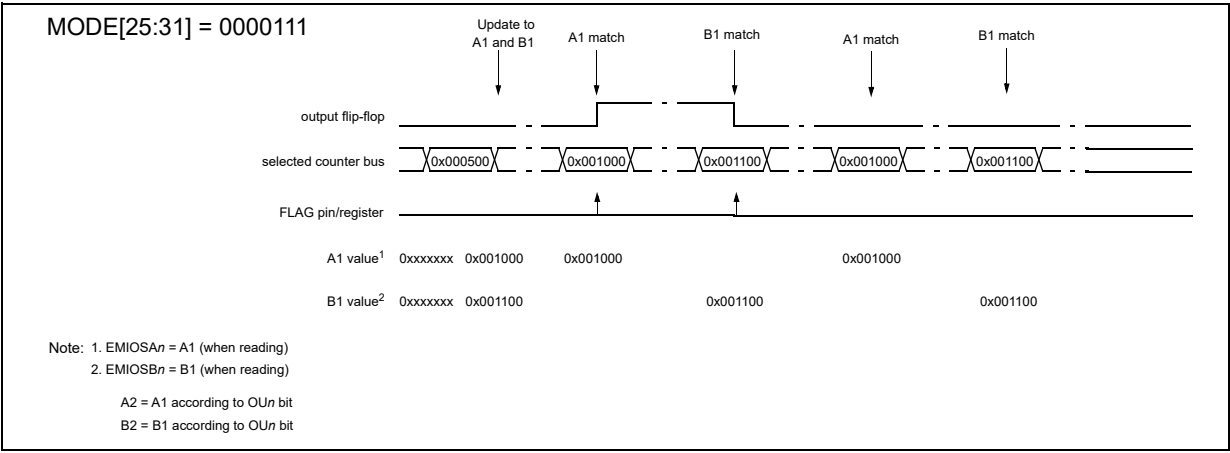 MODE[25:31] = 0000111
Update to
A1 and B1
A1 match
B1 match
A1 match
B1 match
output flip-flop
selected counter bus
0x000500
0x001000
0x001100
0x001000
0x001100
FLAG pin/register
A1 value1 0xxxxxxx 0x001000 0x001000 0x001000
B1 value2 0xxxxxxx 0x001100 0x001100 0x001100
Note: 1. EMIOSAn = A1 (when reading)
2. EMIOSBn = B1 (when reading)
A2 = A1 according to OUn bit
B2 = B1 according to OUn bit